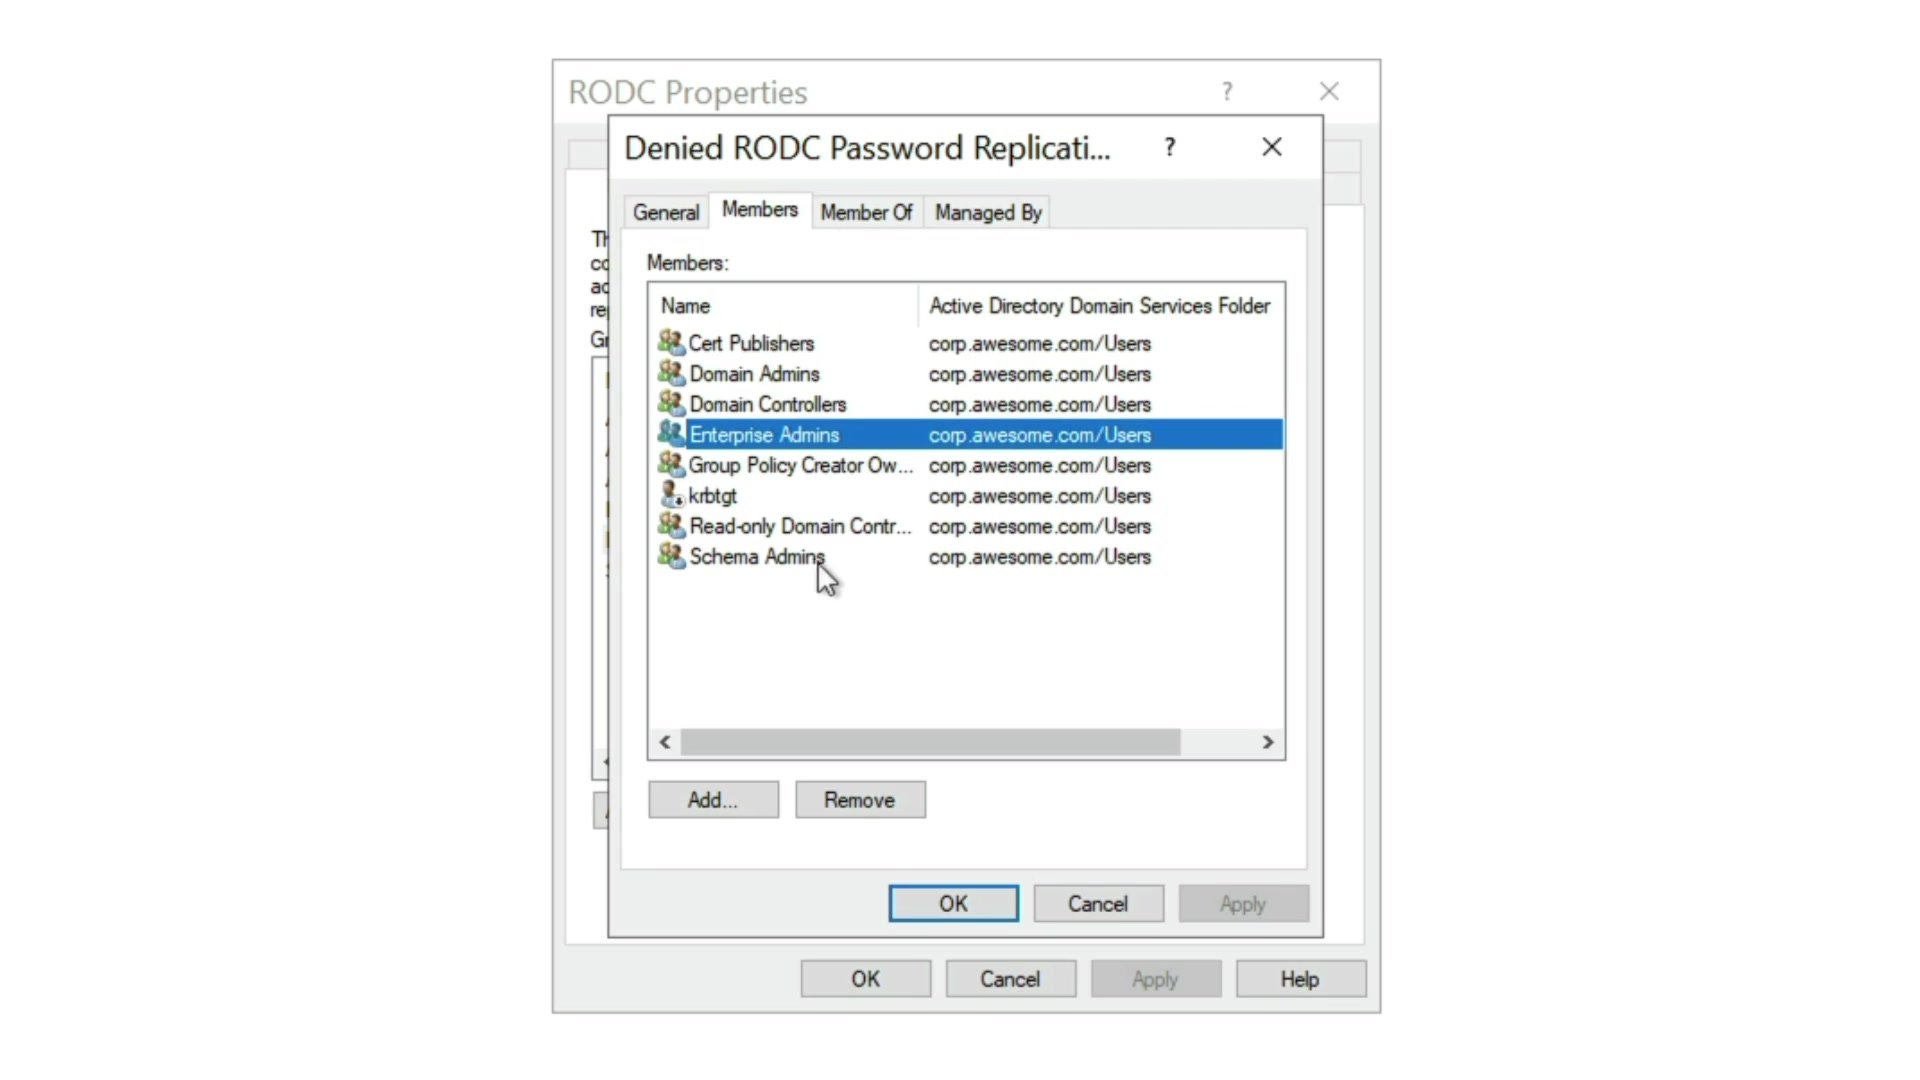 RODC Properties
?
Denied RODC Password Replicati...
?
General Members Member Of Managed By
Th
co
ac
re
Gr
Members:
Name Active Directory Domain Services Folder
Cert Publishers corp.awesome.com/Users
Domain Admins corp.awesome.com/Users
Domain Controllers corp.awesome.com/Users
Enterprise Admins corp.awesome.com/Users
Group Policy Creator Ow... corp.awesome.com/Users
krbtgt corp.awesome.com/Users
Read-only Domain Contr... corp.awesome.com/Users
Schema Admins corp.awesome.com/Users
Add... Remove
OK Cancel Apply
OK Cancel Apply Help